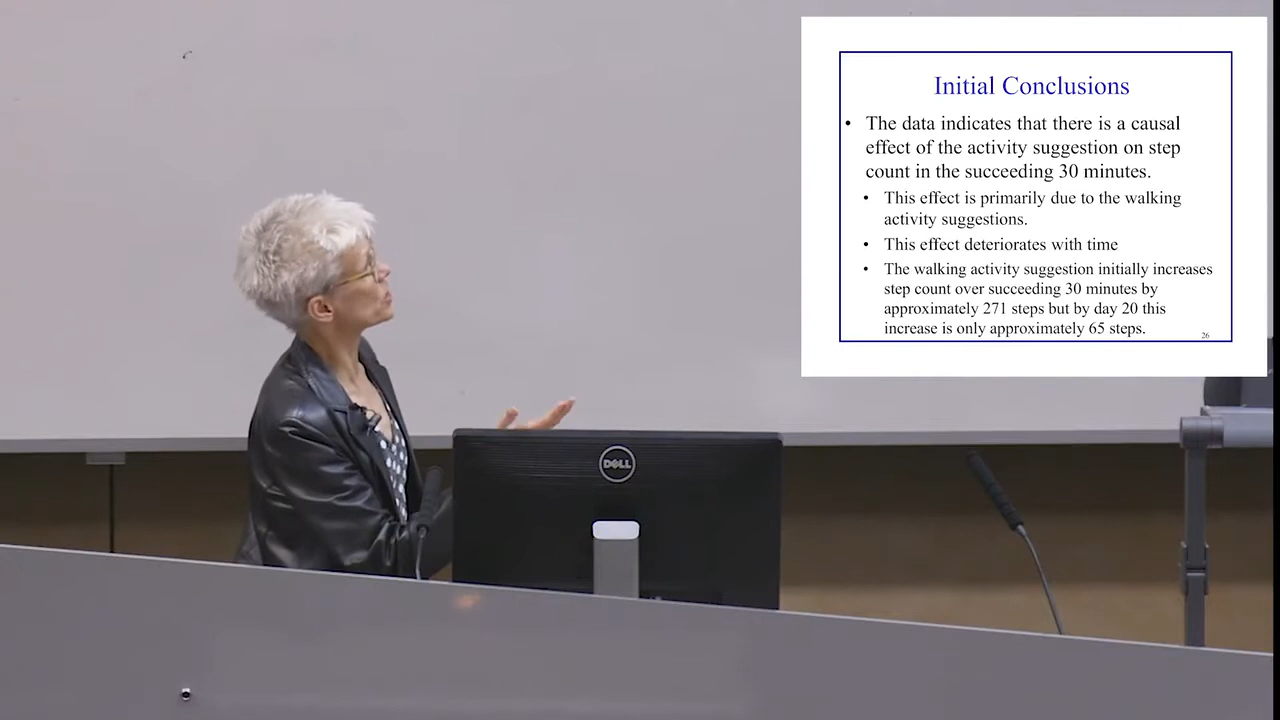 Initial Conclusions
• The data indicates that there is a causal
effect of the activity suggestion on step
count in the succeeding 30 minutes.
• This effect is primarily due to the walking
activity suggestions.
• This effect deteriorates with time
• The walking activity suggestion initially increases
step count over succeeding 30 minutes by
approximately 271 steps but by day 20 this
increase is only approximately 65 steps.
26
DELL